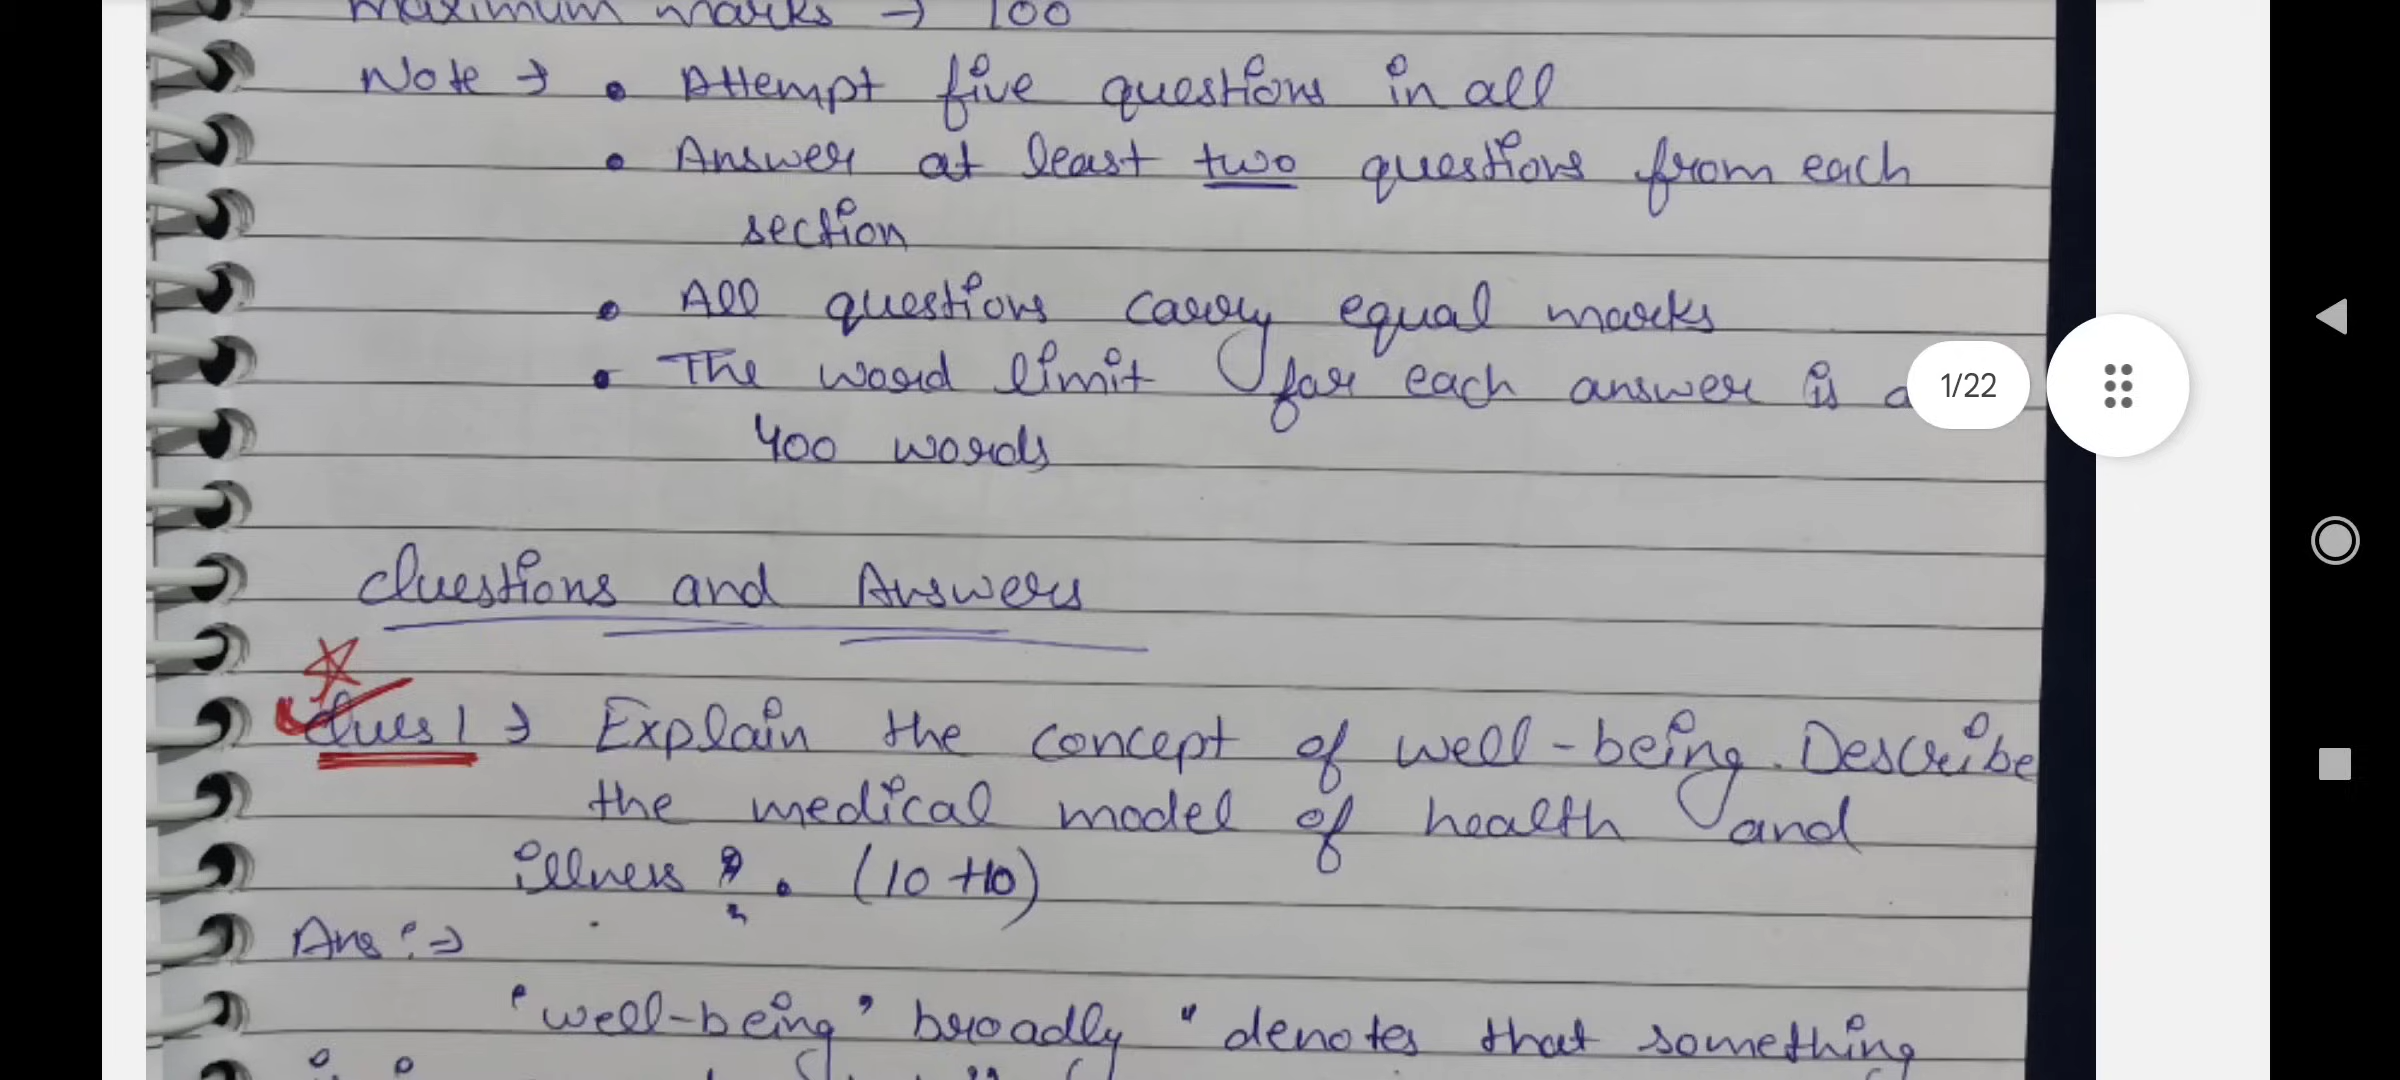 Maximum marks → 100
Note → • Attempt five questions in all
• Answer at least two questions from each
section
• All questions carry equal marks
• The word limit for each answer is
400 words
1/22
Questions and Answers
Ques 1 → Explain the concept of well-being. Describe
the medical model of health and
illness ? . (10+10)
Ans :→
'well-being' broadly "denotes that something